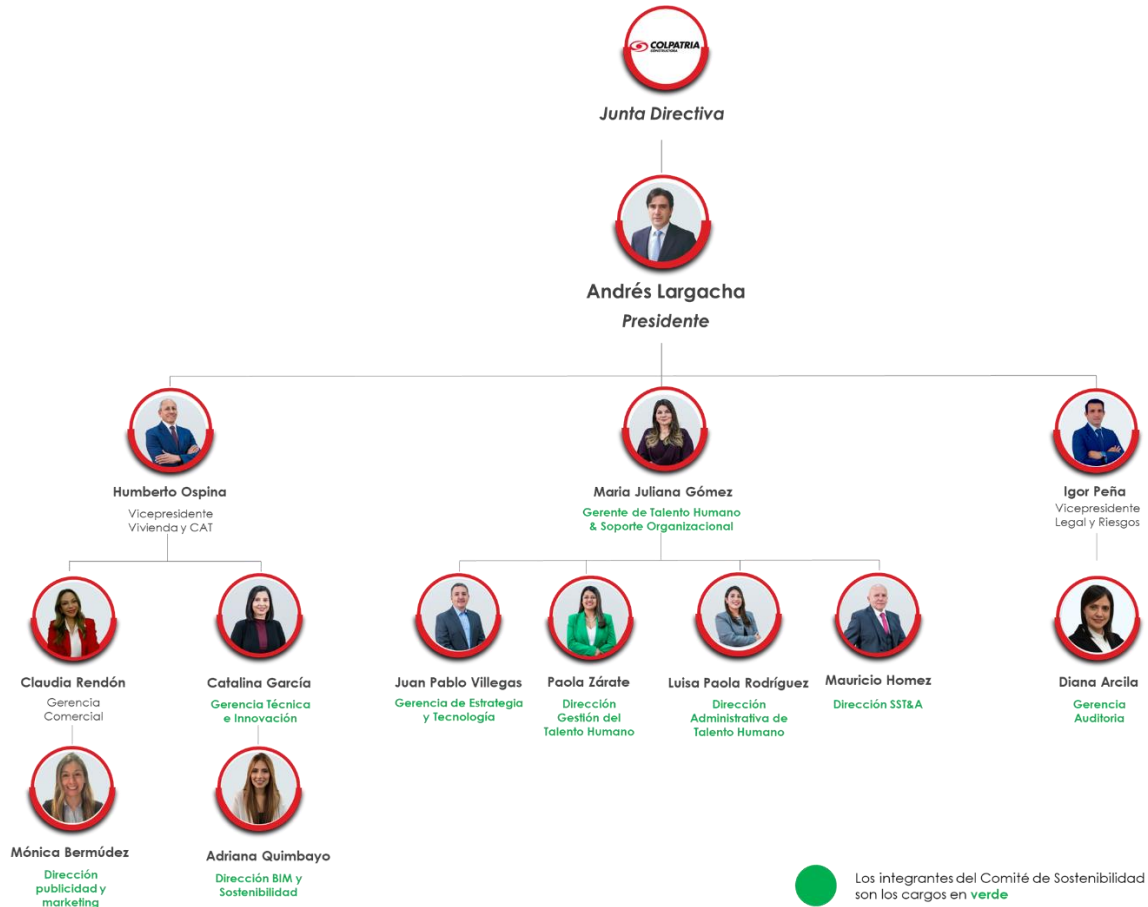 COLPATRIA
CONSTRUCTORA
Junta Directiva
Andrés Largacha
Presidente
Humberto Ospina
Vicepresidente
Vivienda y CAT
Maria Juliana Gómez
Gerente de Talento Humano
& Soporte Organizacional
Igor Peña
Vicepresidente
Legal y Riesgos
Claudia Rendón
Gerencia
Comercial
Catalina García
Gerencia Técnica
e Innovación
Juan Pablo Villegas
Gerencia de Estrategia
y Tecnología
Paola Zárate
Dirección
Gestión del
Talento Humano
Luisa Paola Rodríguez
Dirección
Administrativa de
Talento Humano
Mauricio Homez
Dirección SST&A
Diana Arcila
Gerencia
Auditoria
Mónica Bermúdez
Dirección
publicidad y
marketing
Adriana Quimbayo
Dirección BIM y
Sostenibilidad
Los integrantes del Comité de Sostenibilidad
son los cargos en verde